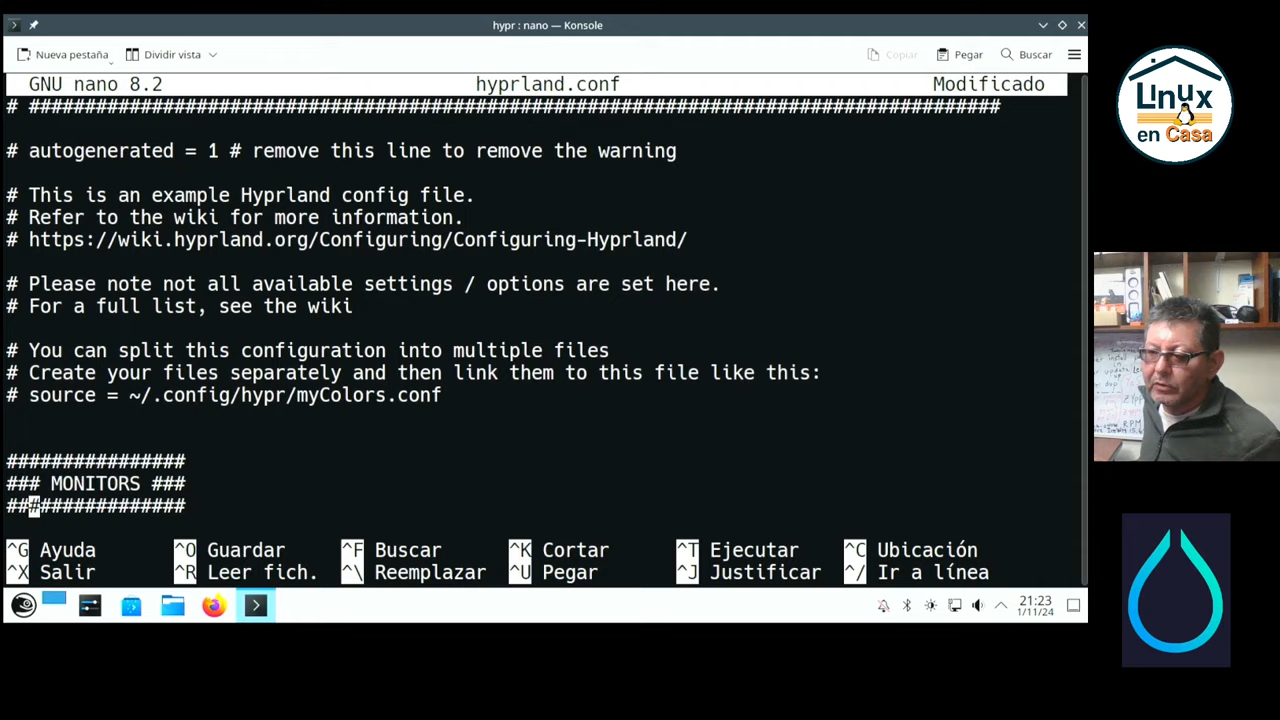 hypr : nano — Konsole
Nueva pestaña
Dividir vista
Copiar
Pegar
Buscar
GNU nano 8.2 hyprland.conf Modificado
# #######################################################################################
# autogenerated = 1 # remove this line to remove the warning
# This is an example Hyprland config file.
# Refer to the wiki for more information.
# https://wiki.hyprland.org/Configuring/Configuring-Hyprland/
# Please note not all available settings / options are set here.
# For a full list, see the wiki
# You can split this configuration into multiple files
# Create your files separately and then link them to this file like this:
# source = ~/.config/hypr/myColors.conf
################
### MONITORS ###
################
^G Ayuda ^O Guardar ^F Buscar ^K Cortar ^T Ejecutar ^C Ubicación
^X Salir ^R Leer fich. ^\ Reemplazar ^U Pegar ^J Justificar ^/ Ir a línea
21:23
1/11/24
Linux
en Casa